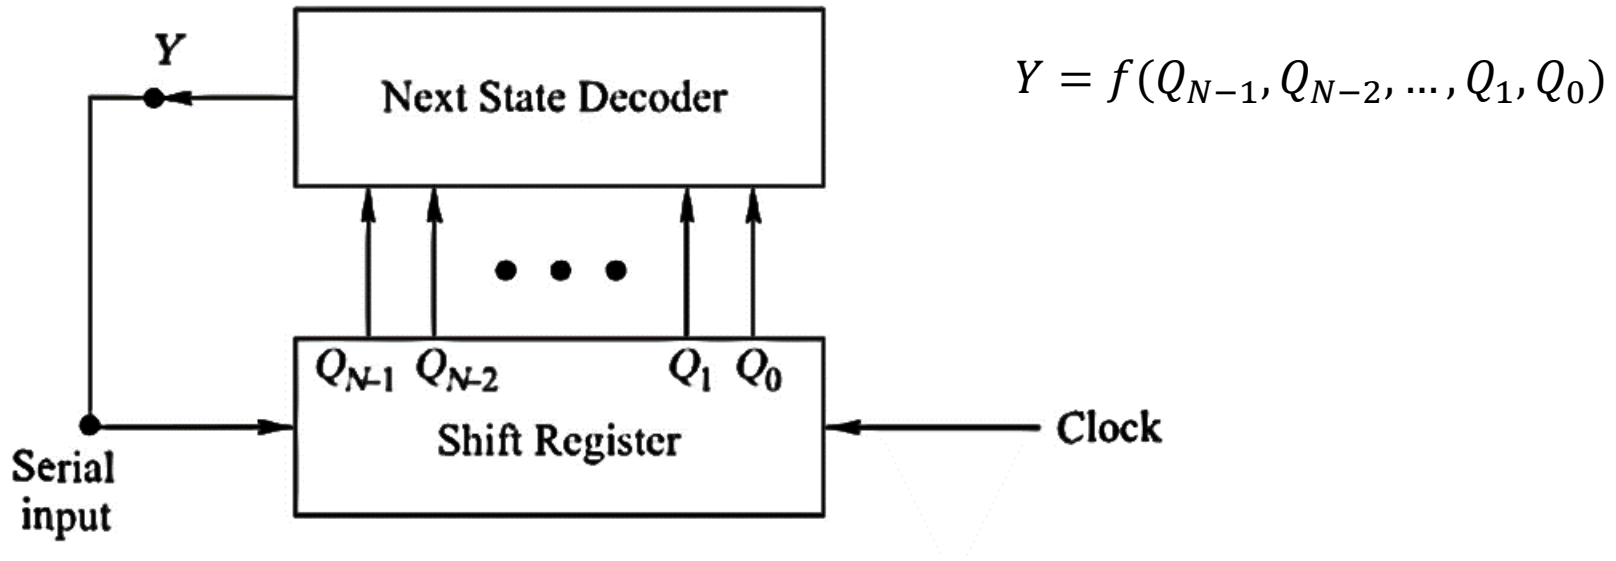 Y
Next State Decoder
Y = f(Q_{N−1}, Q_{N−2}, … , Q_1, Q_0)
Q_{N-1} Q_{N-2} Q_1 Q_0
Shift Register
Clock
Serial
input